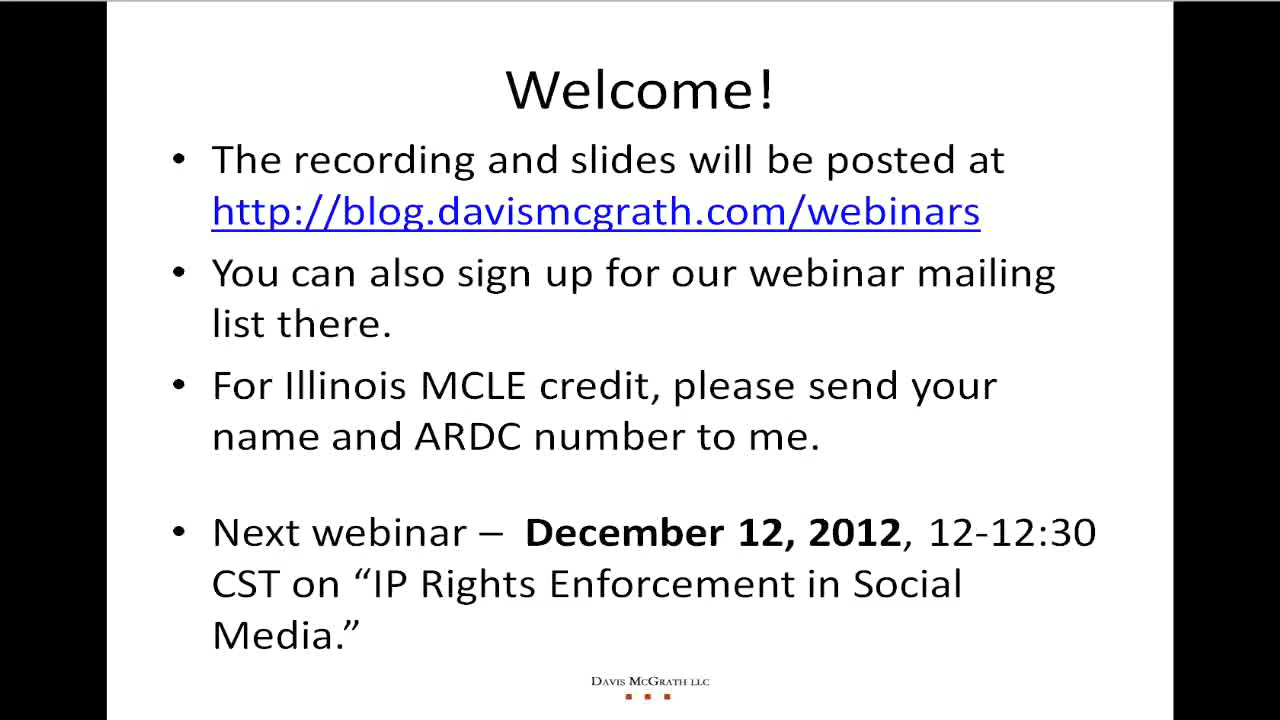 Welcome!
• The recording and slides will be posted at
http://blog.davismcgrath.com/webinars
• You can also sign up for our webinar mailing
list there.
• For Illinois MCLE credit, please send your
name and ARDC number to me.
• Next webinar – December 12, 2012, 12-12:30
CST on “IP Rights Enforcement in Social
Media.”
DAVIS MCGRATH LLC